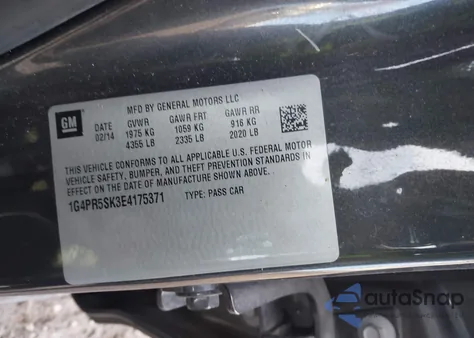 GM
MFD BY GENERAL MOTORS LLC
DATE GVWR GAWR FRT GAWR RR
02/14 1975 KG 1059 KG 916 KG
4355 LB 2335 LB 2020 LB
THIS VEHICLE CONFORMS TO ALL APPLICABLE U.S. FEDERAL MOTOR
VEHICLE SAFETY, BUMPER, AND THEFT PREVENTION STANDARDS IN
EFFECT ON THE DATE OF MANUFACTURE SHOWN ABOVE.
1G4PR5SK3E4175371 TYPE: PASS CAR
autoSnap